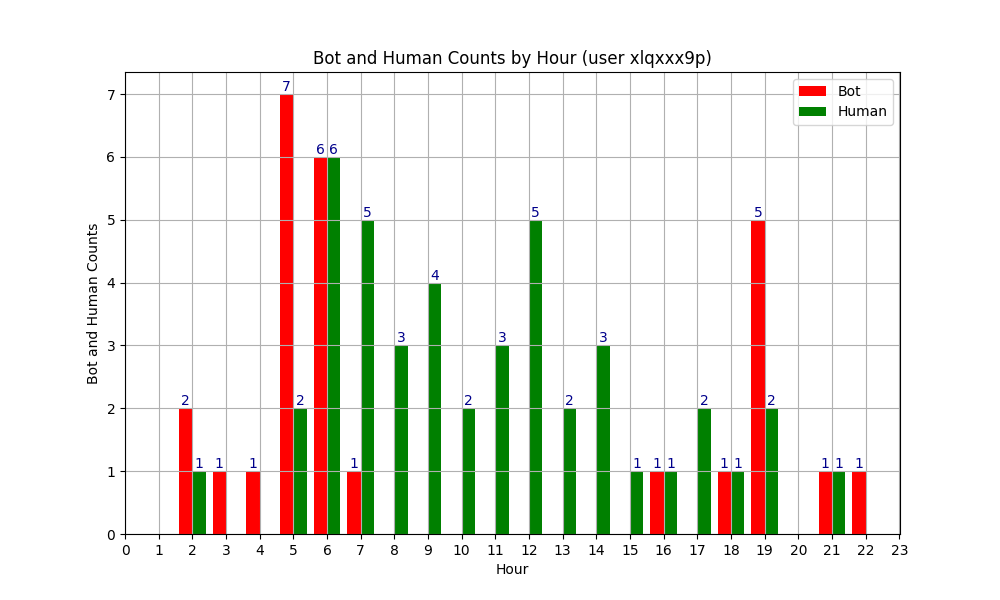 Bot and Human Counts by Hour (user xlqxxx9p)
Bot
Human
Bot and Human Counts
7
6
5
4
3
2
1
0
2 1 1 1 7 2 6 6 1 5 3 4 2 3 5 2 3 1 1 1 2 1 1 5 2 1 1 1
0 1 2 3 4 5 6 7 8 9 10 11 12 13 14 15 16 17 18 19 20 21 22 23
Hour